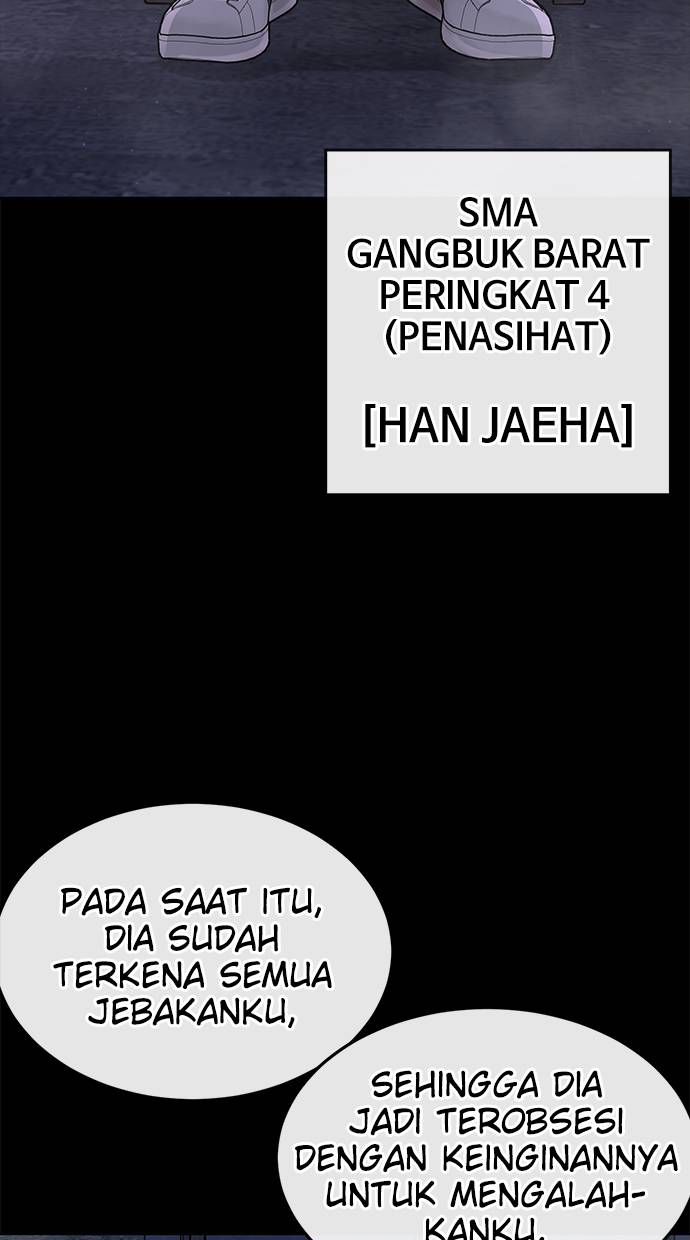 SMA
GANGBUK BARAT
PERINGKAT 4
(PENASIHAT)
[HAN JAEHA]
PADA SAAT ITU,
DIA SUDAH
TERKENA SEMUA
JEBAKANKU,
SEHINGGA DIA
JADI TEROBSESI
DENGAN KEINGINANNYA
UNTUK MENGALAH-
KANKU.